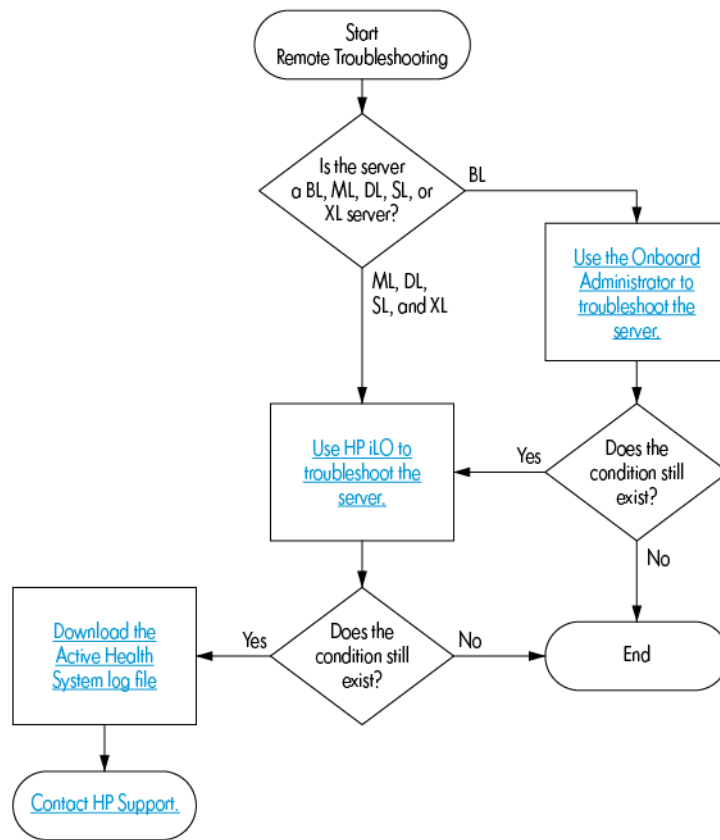 Start
Remote Troubleshooting
Is the server
a BL, ML, DL, SL, or
XL server?
BL
ML, DL,
SL, and XL
Use the Onboard
Administrator to
troubleshoot the
server.
Use HP iLO to
troubleshoot the
server.
Yes
Does the
condition still
exist?
No
Download the
Active Health
System log file
Yes
Does the
condition still
exist?
No
End
Contact HP Support.